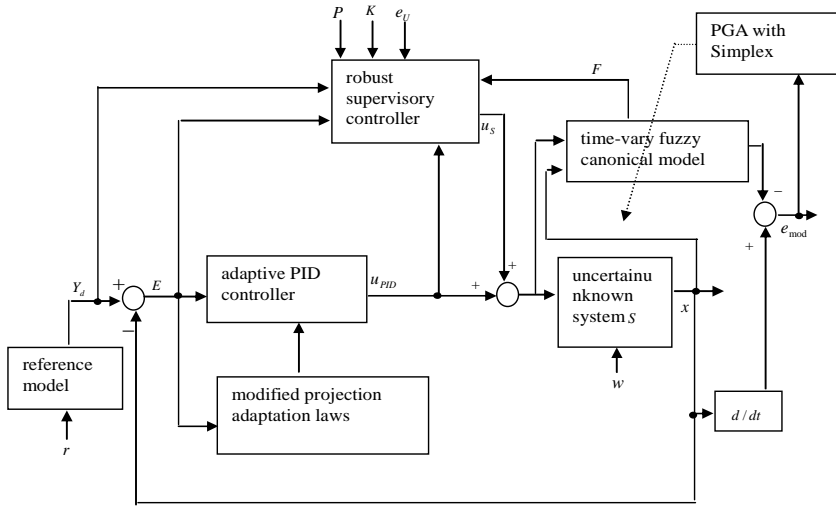 P
K
e_U
PGA with
Simplex
robust
supervisory
controller
F
u_S
time-vary fuzzy
canonical model
−
e_mod
+
Y_d
+
E
−
adaptive PID
controller
u_PID
+
+
uncertainu
nknown
system S
x
reference
model
modified projection
adaptation laws
w
d / dt
r